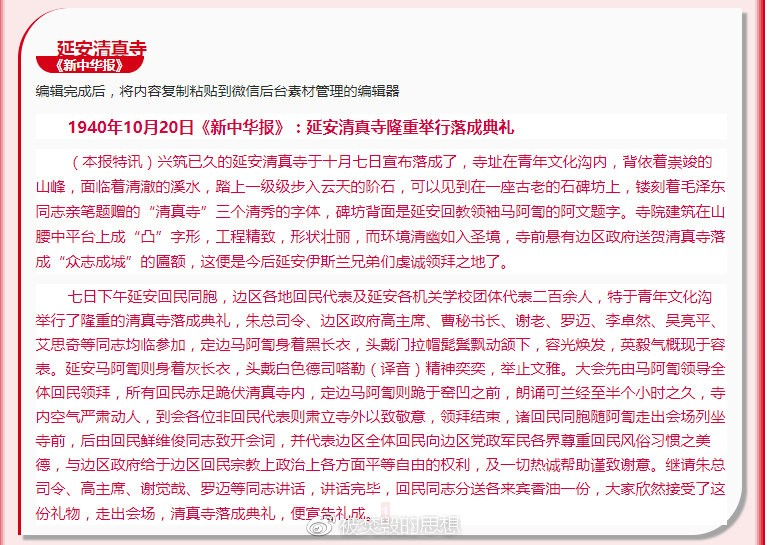 延安清真寺
《新中华报》
编辑完成后，将内容复制粘贴到微信后台素材管理的编辑器
1940年10月20日《新中华报》：延安清真寺隆重举行落成典礼
（本报特讯）兴筑已久的延安清真寺于十月七日宣布落成了，寺址在青年文化沟内，背依着崇竣的
山峰，面临着清澈的溪水，踏上一级级步入云天的阶石，可以见到在一座古老的石碑坊上，镂刻着毛泽东
同志亲笔题赠的“清真寺”三个清秀的字体，碑坊背面是延安回教领袖马阿訇的阿文题字。寺院建筑在山
腰中平台上成“凸”字形，工程精致，形状壮丽，而环境清幽如入圣境，寺前悬有边区政府送贺清真寺落
成“众志成城”的匾额，这便是今后延安伊斯兰兄弟们虔诚领拜之地了。
七日下午延安回民同胞，边区各地回民代表及延安各机关学校团体代表二百余人，特于青年文化沟
举行了隆重的清真寺落成典礼，朱总司令、边区政府高主席、曹秘书长、谢老、罗迈、李卓然、吴亮平、
艾思奇等同志均临参加，定边马阿訇身着黑长衣，头戴门拉帽髭鬘飘动颔下，容光焕发，英毅气概现于容
表。延安马阿訇则身着灰长衣，头戴白色德司嗒勒（译音）精神奕奕，举止文雅。大会先由马阿訇领导全
体回民领拜，所有回民赤足跪伏清真寺内，定边马阿訇则跪于窑凹之前，朗诵可兰经至半个小时之久，寺
内空气严肃动人，到会各位非回民代表则肃立寺外以致敬意，领拜结束，诸回民同胞随阿訇走出会场列坐
寺前，后由回民鲜维俊同志致开会词，并代表边区全体回民向边区党政军民各界尊重回民风俗习惯之美
德，与边区政府给于边区回民宗教上政治上各方面平等自由的权利，及一切热诚帮助谨致谢意。继请朱总
司令、高主席、谢觉哉、罗迈等同志讲话，讲话完毕，回民同志分送各来宾香油一份，大家欣然接受了这
份礼物，走出会场，清真寺落成典礼，便宣告礼成。
被毁的思想